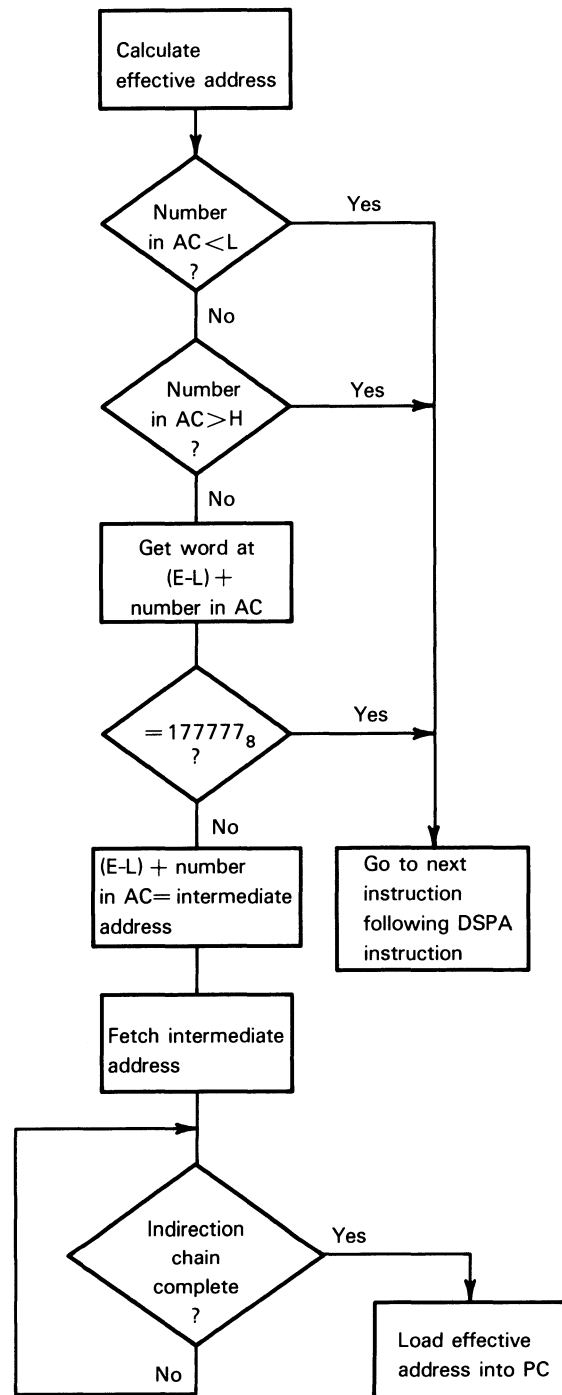 Calculate
effective address
Number
in AC<L
?
Yes
No
Number
in AC>H
?
Yes
No
Get word at
(E-L) +
number in AC
=177777₈
?
Yes
No
(E-L) + number
in AC= intermediate
address
Go to next
instruction
following DSPA
instruction
Fetch intermediate
address
Indirection
chain
complete
?
Yes
No
Load effective
address into PC